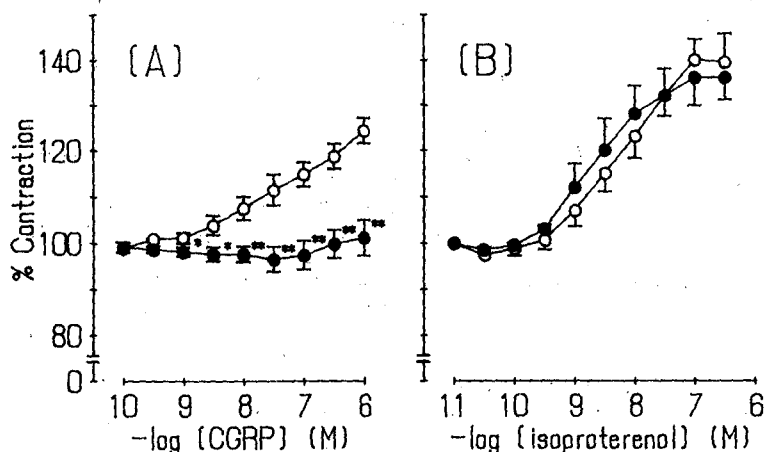 (A) (B)
140
120
100
80
0
% Contraction
* * ** ** ** ** **
10 9 8 7 6
11 10 9 8 7 6
-log [CGRP] (M)
-log [isoproterenol] (M)